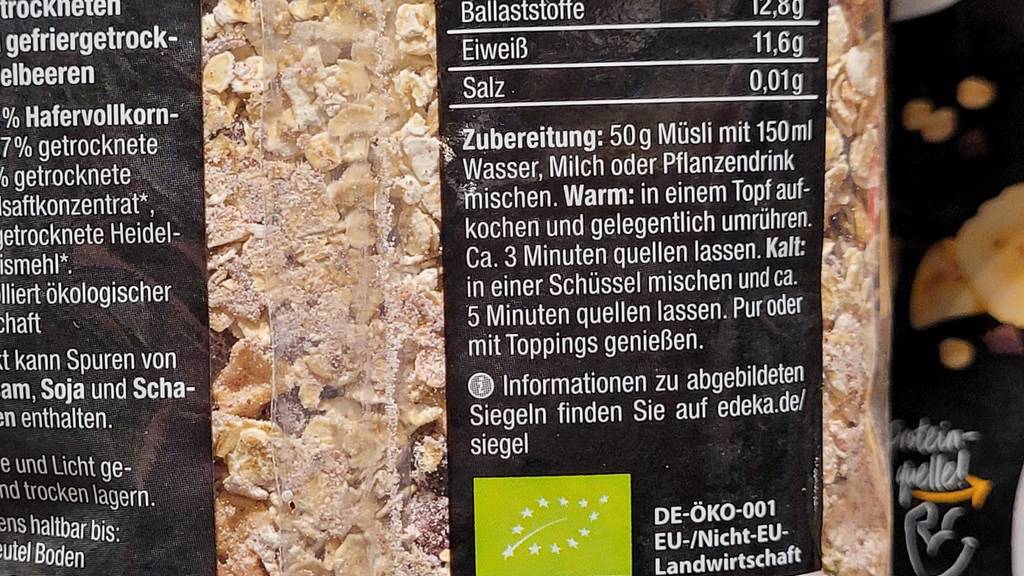 trockneten
gefriergetrock-
elbeeren
% Hafervollkorn-
7% getrocknete
% getrocknete
lsaftkonzentrat*,
getrocknete Heidel-
ismehl*.
lliert ökologischer
chaft
kt kann Spuren von
am, Soja und Scha-
en enthalten.
e und Licht ge-
nd trocken lagern.
ens haltbar bis:
eutel Boden
Ballaststoffe 12,8g
Eiweiß 11,6g
Salz 0,01g
Zubereitung: 50g Müsli mit 150ml
Wasser, Milch oder Pflanzendrink
mischen. Warm: in einem Topf auf-
kochen und gelegentlich umrühren.
Ca. 3 Minuten quellen lassen. Kalt:
in einer Schüssel mischen und ca.
5 Minuten quellen lassen. Pur oder
mit Toppings genießen.
Informationen zu abgebildeten
Siegeln finden Sie auf edeka.de/
siegel
DE-ÖKO-001
EU-/Nicht-EU-
Landwirtschaft
Protein-
quelle!